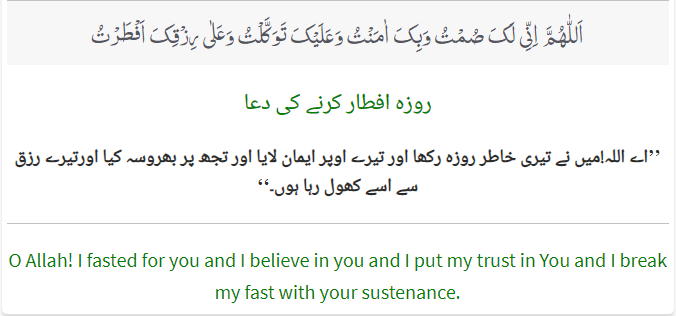 اَللّٰهُمَّ اِنِّی لَکَ صُمْتُ وَبِکَ اٰمَنْتُ وَعَلَيْکَ تَوَکَّلْتُ وَعَلٰی رِزْقِکَ اَفْطَرْتُ
روزہ افطار کرنے کی دعا
’’اے اللہ!میں نے تیری خاطر روزہ رکھا اور تیرے اوپر ایمان لایا اور تجھ پر بھروسہ کیا اورتیرے رزق
سے اسے کھول رہا ہوں۔‘‘
O Allah! I fasted for you and I believe in you and I put my trust in You and I break
my fast with your sustenance.